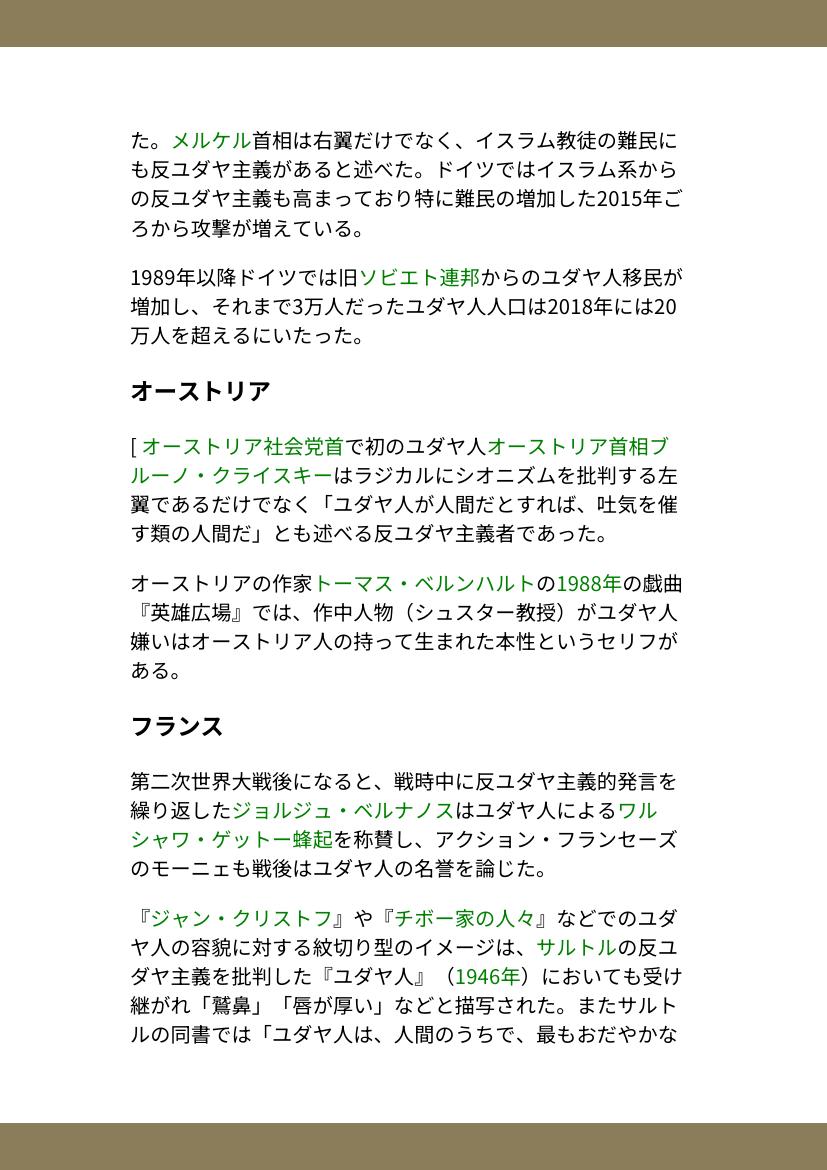 た。メルケル首相は右翼だけでなく、イスラム教徒の難民に
も反ユダヤ主義があると述べた。ドイツではイスラム系から
の反ユダヤ主義も高まっており特に難民の増加した2015年ご
ろから攻撃が増えている。
1989年以降ドイツでは旧ソビエト連邦からのユダヤ人移民が
増加し、それまで3万人だったユダヤ人人口は2018年には20
万人を超えるにいたった。
オーストリア
[ オーストリア社会党首で初のユダヤ人オーストリア首相ブ
ルーノ・クライスキーはラジカルにシオニズムを批判する左
翼であるだけでなく「ユダヤ人が人間だとすれば、吐気を催
す類の人間だ」とも述べる反ユダヤ主義者であった。
オーストリアの作家トーマス・ベルンハルトの1988年の戯曲
『英雄広場』では、作中人物（シュスター教授）がユダヤ人
嫌いはオーストリア人の持って生まれた本性というセリフが
ある。
フランス
第二次世界大戦後になると、戦時中に反ユダヤ主義的発言を
繰り返したジョルジュ・ベルナノスはユダヤ人によるワル
シャワ・ゲットー蜂起を称賛し、アクション・フランセーズ
のモーニェも戦後はユダヤ人の名誉を論じた。
『ジャン・クリストフ』や『チボー家の人々』などでのユダ
ヤ人の容貌に対する紋切り型のイメージは、サルトルの反ユ
ダヤ主義を批判した『ユダヤ人』（1946年）においても受け
継がれ「鷲鼻」「唇が厚い」などと描写された。またサルト
ルの同書では「ユダヤ人は、人間のうちで、最もおだやかな